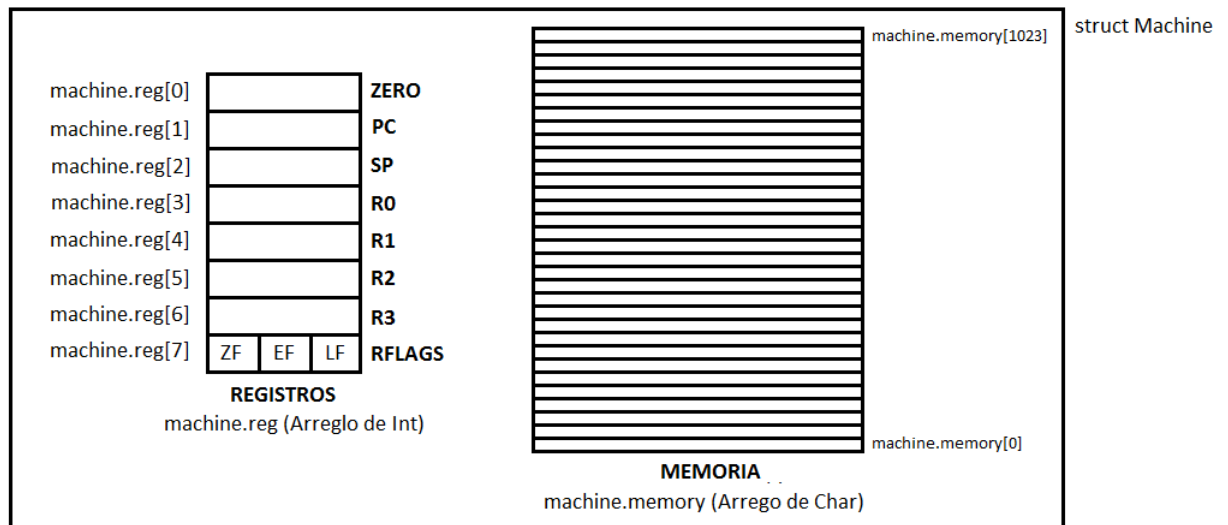 struct Machine
machine.memory[1023]
machine.reg[0] ZERO
machine.reg[1] PC
machine.reg[2] SP
machine.reg[3] R0
machine.reg[4] R1
machine.reg[5] R2
machine.reg[6] R3
machine.reg[7] ZF EF LF RFLAGS
REGISTROS
machine.reg (Arreglo de Int)
machine.memory[0]
MEMORIA
machine.memory (Arrego de Char)